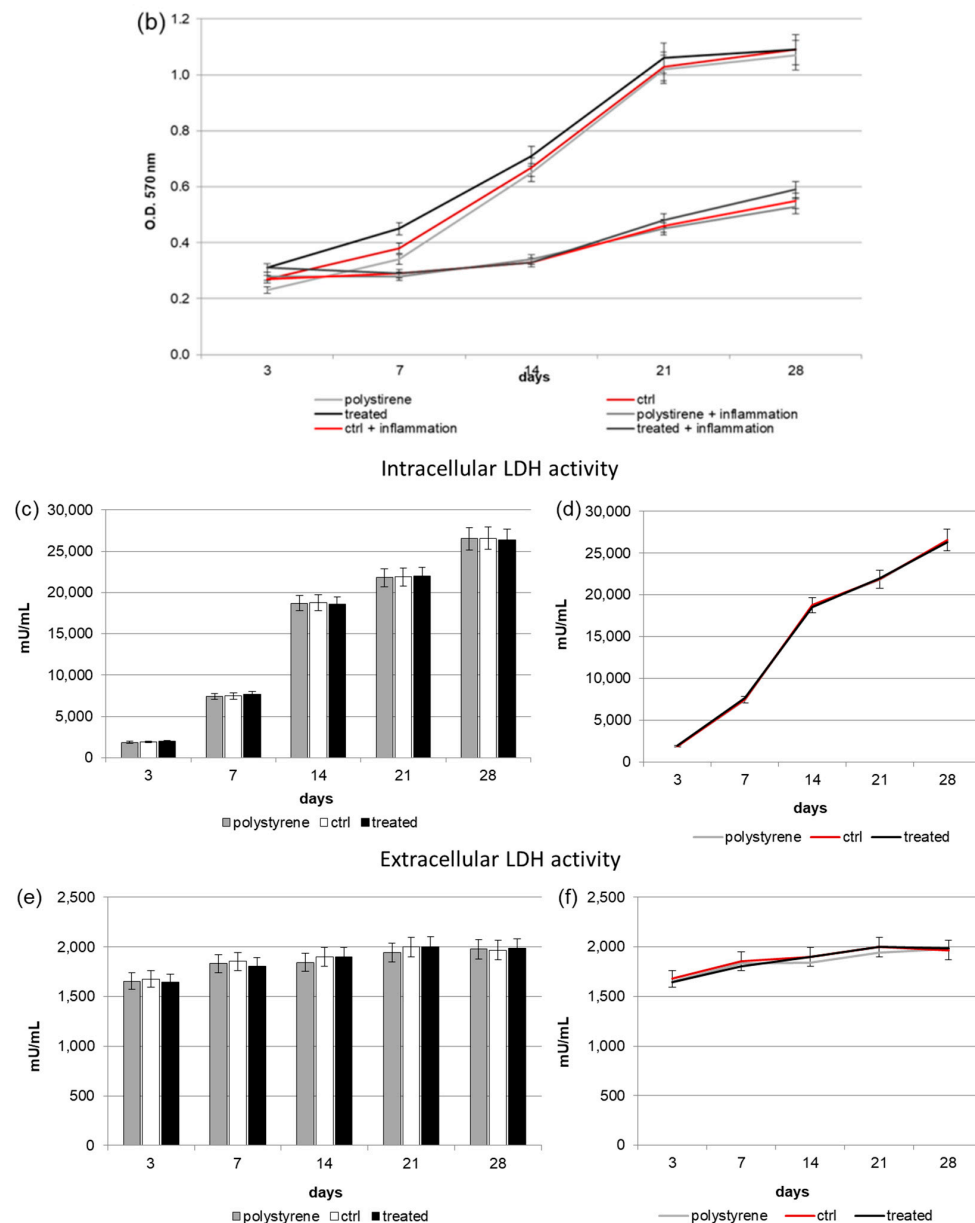 (b)
1.2
1.0
0.8
0.6
0.4
0.2
0.0
O.D. 570 nm
3 7 14 21 28
days
polystirene ctrl
treated polystirene + inflammation
ctrl + inflammation treated + inflammation
Intracellular LDH activity
(c)
30,000
25,000
20,000
15,000
10,000
5,000
0
mU/mL
3 7 14 21 28
days
polystyrene ctrl treated
(d)
30,000
25,000
20,000
15,000
10,000
5,000
0
mU/mL
3 7 14 21 28
days
polystyrene ctrl treated
Extracellular LDH activity
(e)
2,500
2,000
1,500
1,000
500
0
mU/mL
3 7 14 21 28
days
polystyrene ctrl treated
(f)
2,500
2,000
1,500
1,000
500
0
mU/mL
3 7 14 21 28
days
polystyrene ctrl treated